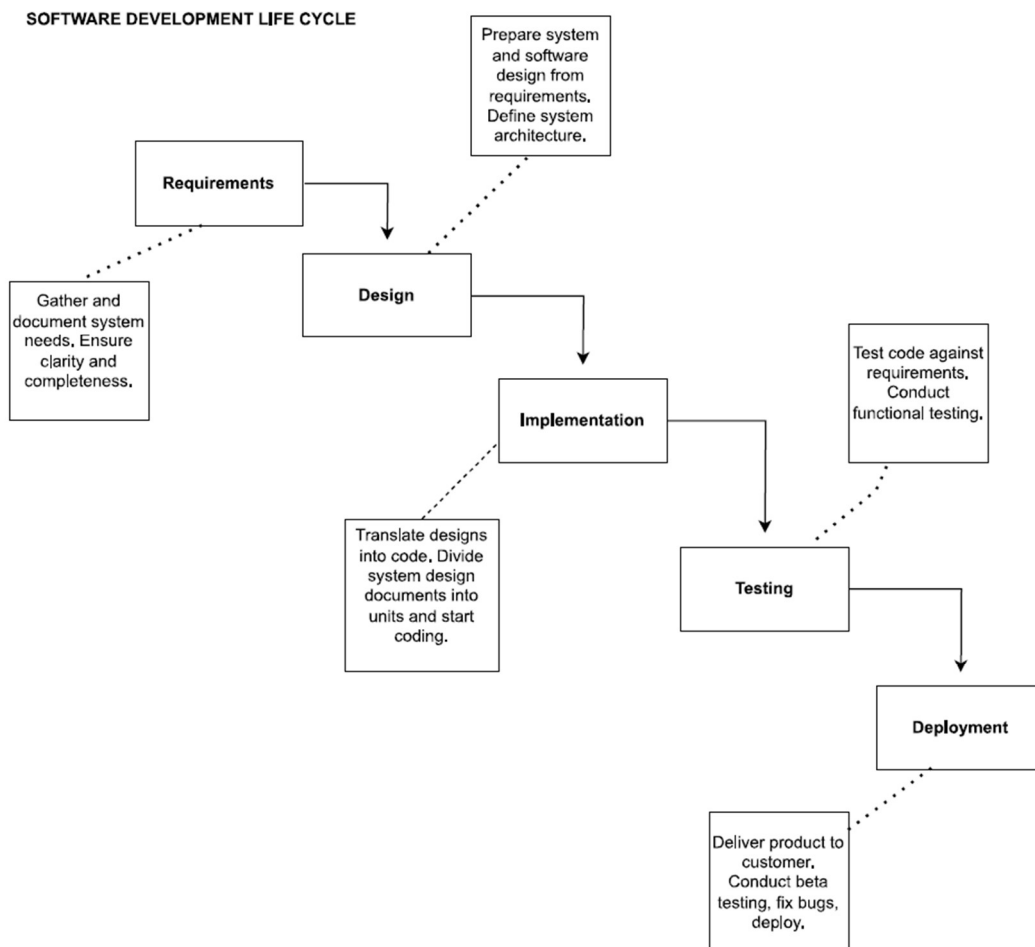 SOFTWARE DEVELOPMENT LIFE CYCLE
Prepare system
and software
design from
requirements.
Define system
architecture.
Requirements
Gather and
document system
needs. Ensure
clarity and
completeness.
Design
Implementation
Test code against
requirements.
Conduct
functional testing.
Translate designs
into code. Divide
system design
documents into
units and start
coding.
Testing
Deployment
Deliver product to
customer.
Conduct beta
testing, fix bugs,
deploy.